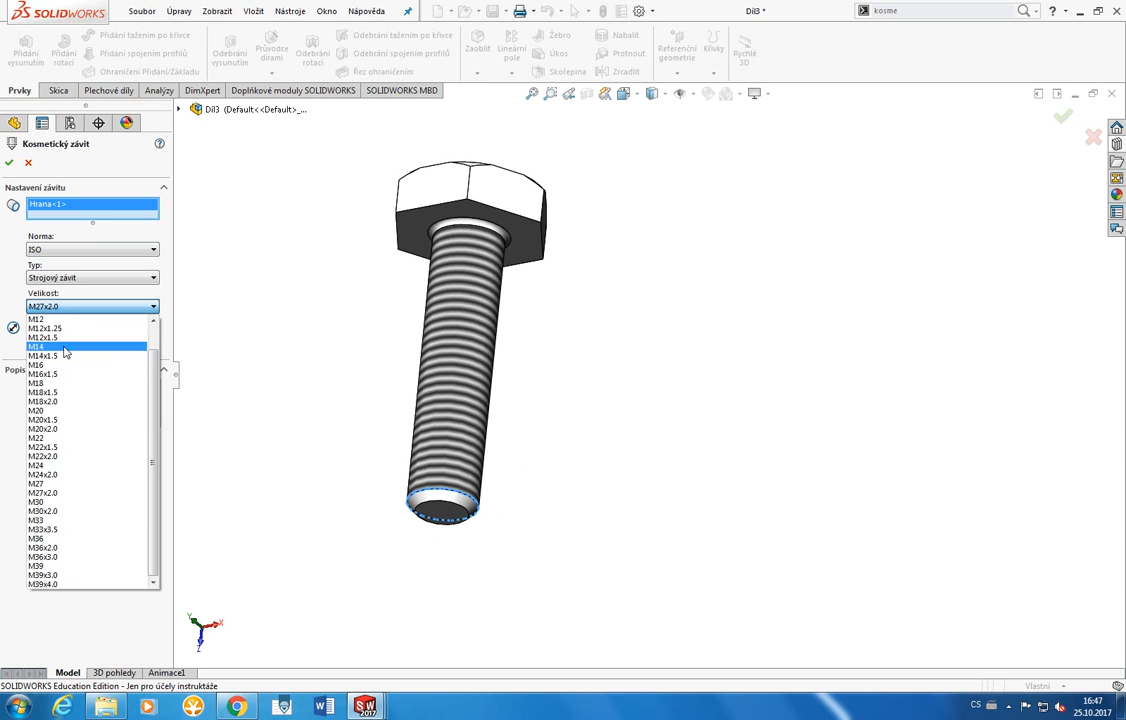 SOLIDWORKS
Soubor Úpravy Zobrazit Vložit Nástroje Okno Nápověda
Díl3 *
kosme
Přidání vysunutím
Přidání rotací
Přidání tažením po křivce
Přidání spojením profilů
Ohraničení Přidání/Základu
Odebrání vysunutím
Průvodce dírami
Odebrání rotací
Odebrání tažením po křivce
Odebrání spojením profilů
Řez ohraničením
Zaoblit
Lineární pole
Žebro
Úkos
Skořepina
Nabalit
Protnout
Zrcadlit
Referenční geometrie
Křivky
Rychlé 3D
Prvky Skica Plechové díly Analýzy DimXpert Doplňkové moduly SOLIDWORKS SOLIDWORKS MBD
Díl3 (Default<<Default>_...
Kosmetický závit
Nastavení závitu
Hrana<1>
Norma:
ISO
Typ:
Strojový závit
Velikost:
M27x2.0
M12
M12x1.25
M12x1.5
M14
M14x1.5
M16
M16x1.5
M18
M18x1.5
M18x2.0
M20
M20x1.5
M20x2.0
M22
M22x1.5
M22x2.0
M24
M24x2.0
M27
M27x2.0
M30
M30x2.0
M33
M33x3.5
M36
M36x2.0
M36x3.0
M39
M39x3.0
M39x4.0
Popis
Y X Z
Model 3D pohledy Animace1
SOLIDWORKS Education Edition - Jen pro účely instruktáže
Vlastní
CS
16:47
25.10.2017
SW 2017